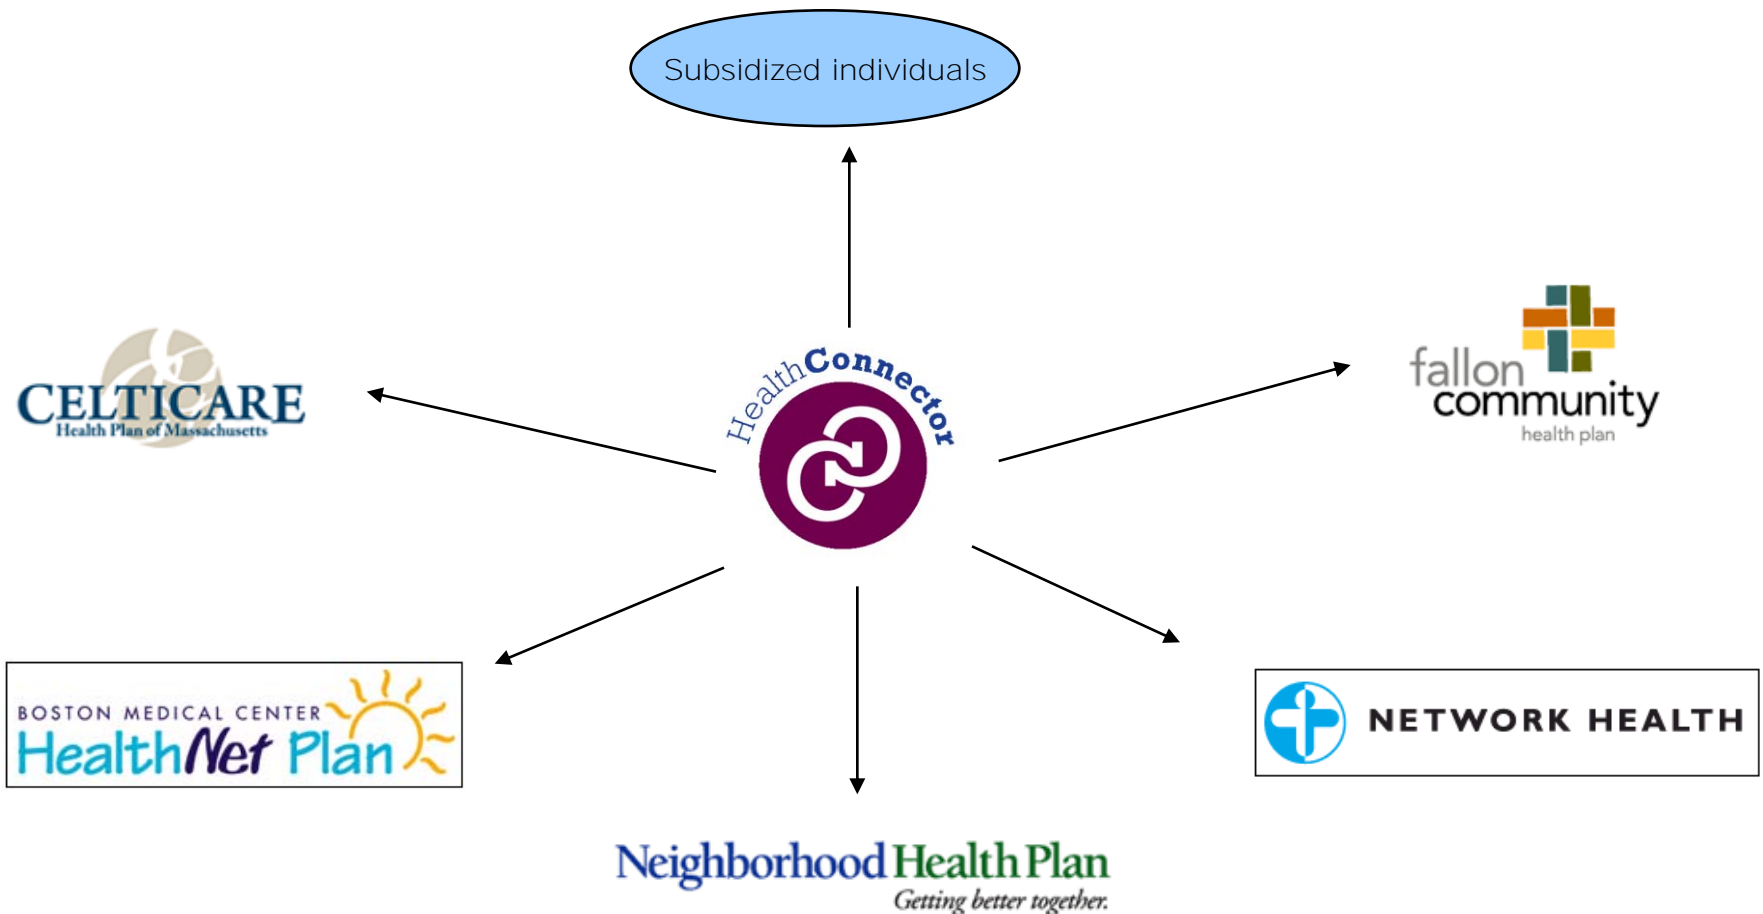 Subsidized individuals
HealthConnector
CELTICARE
Health Plan of Massachusetts
fallon
community
health plan
BOSTON MEDICAL CENTER
HealthNet Plan
NETWORK HEALTH
Neighborhood Health Plan
Getting better together.